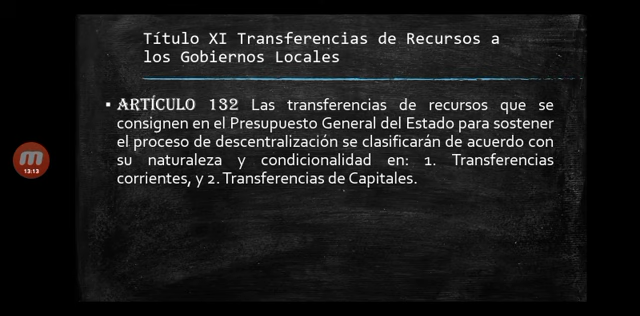 Título XI Transferencias de Recursos a
los Gobiernos Locales
▪ ARTÍCULO 132 Las transferencias de recursos que se
consignen en el Presupuesto General del Estado para sostener
el proceso de descentralización se clasificarán de acuerdo con
su naturaleza y condicionalidad en: 1. Transferencias
corrientes, y 2. Transferencias de Capitales.
m
13:13